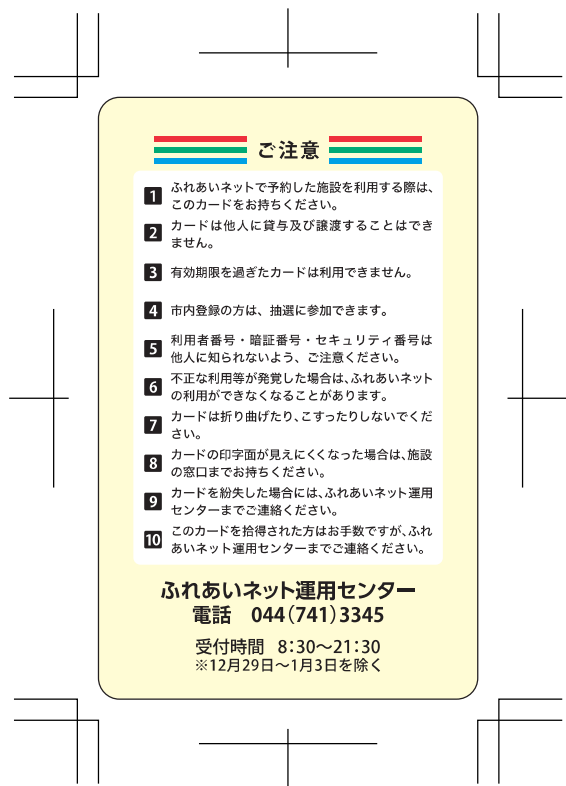 ご注意
1 ふれあいネットで予約した施設を利用する際は、
このカードをお持ちください。
2 カードは他人に貸与及び譲渡することはでき
ません。
3 有効期限を過ぎたカードは利用できません。
4 市内登録の方は、抽選に参加できます。
5 利用者番号・暗証番号・セキュリティ番号は
他人に知られないよう、ご注意ください。
6 不正な利用等が発覚した場合は、ふれあいネット
の利用ができなくなることがあります。
7 カードは折り曲げたり、こすったりしないでくだ
さい。
8 カードの印字面が見えにくくなった場合は、施設
の窓口までお持ちください。
9 カードを紛失した場合には、ふれあいネット運用
センターまでご連絡ください。
10 このカードを拾得された方はお手数ですが、ふれ
あいネット運用センターまでご連絡ください。
ふれあいネット運用センター
電話 044(741)3345
受付時間 8:30〜21:30
※12月29日〜1月3日を除く